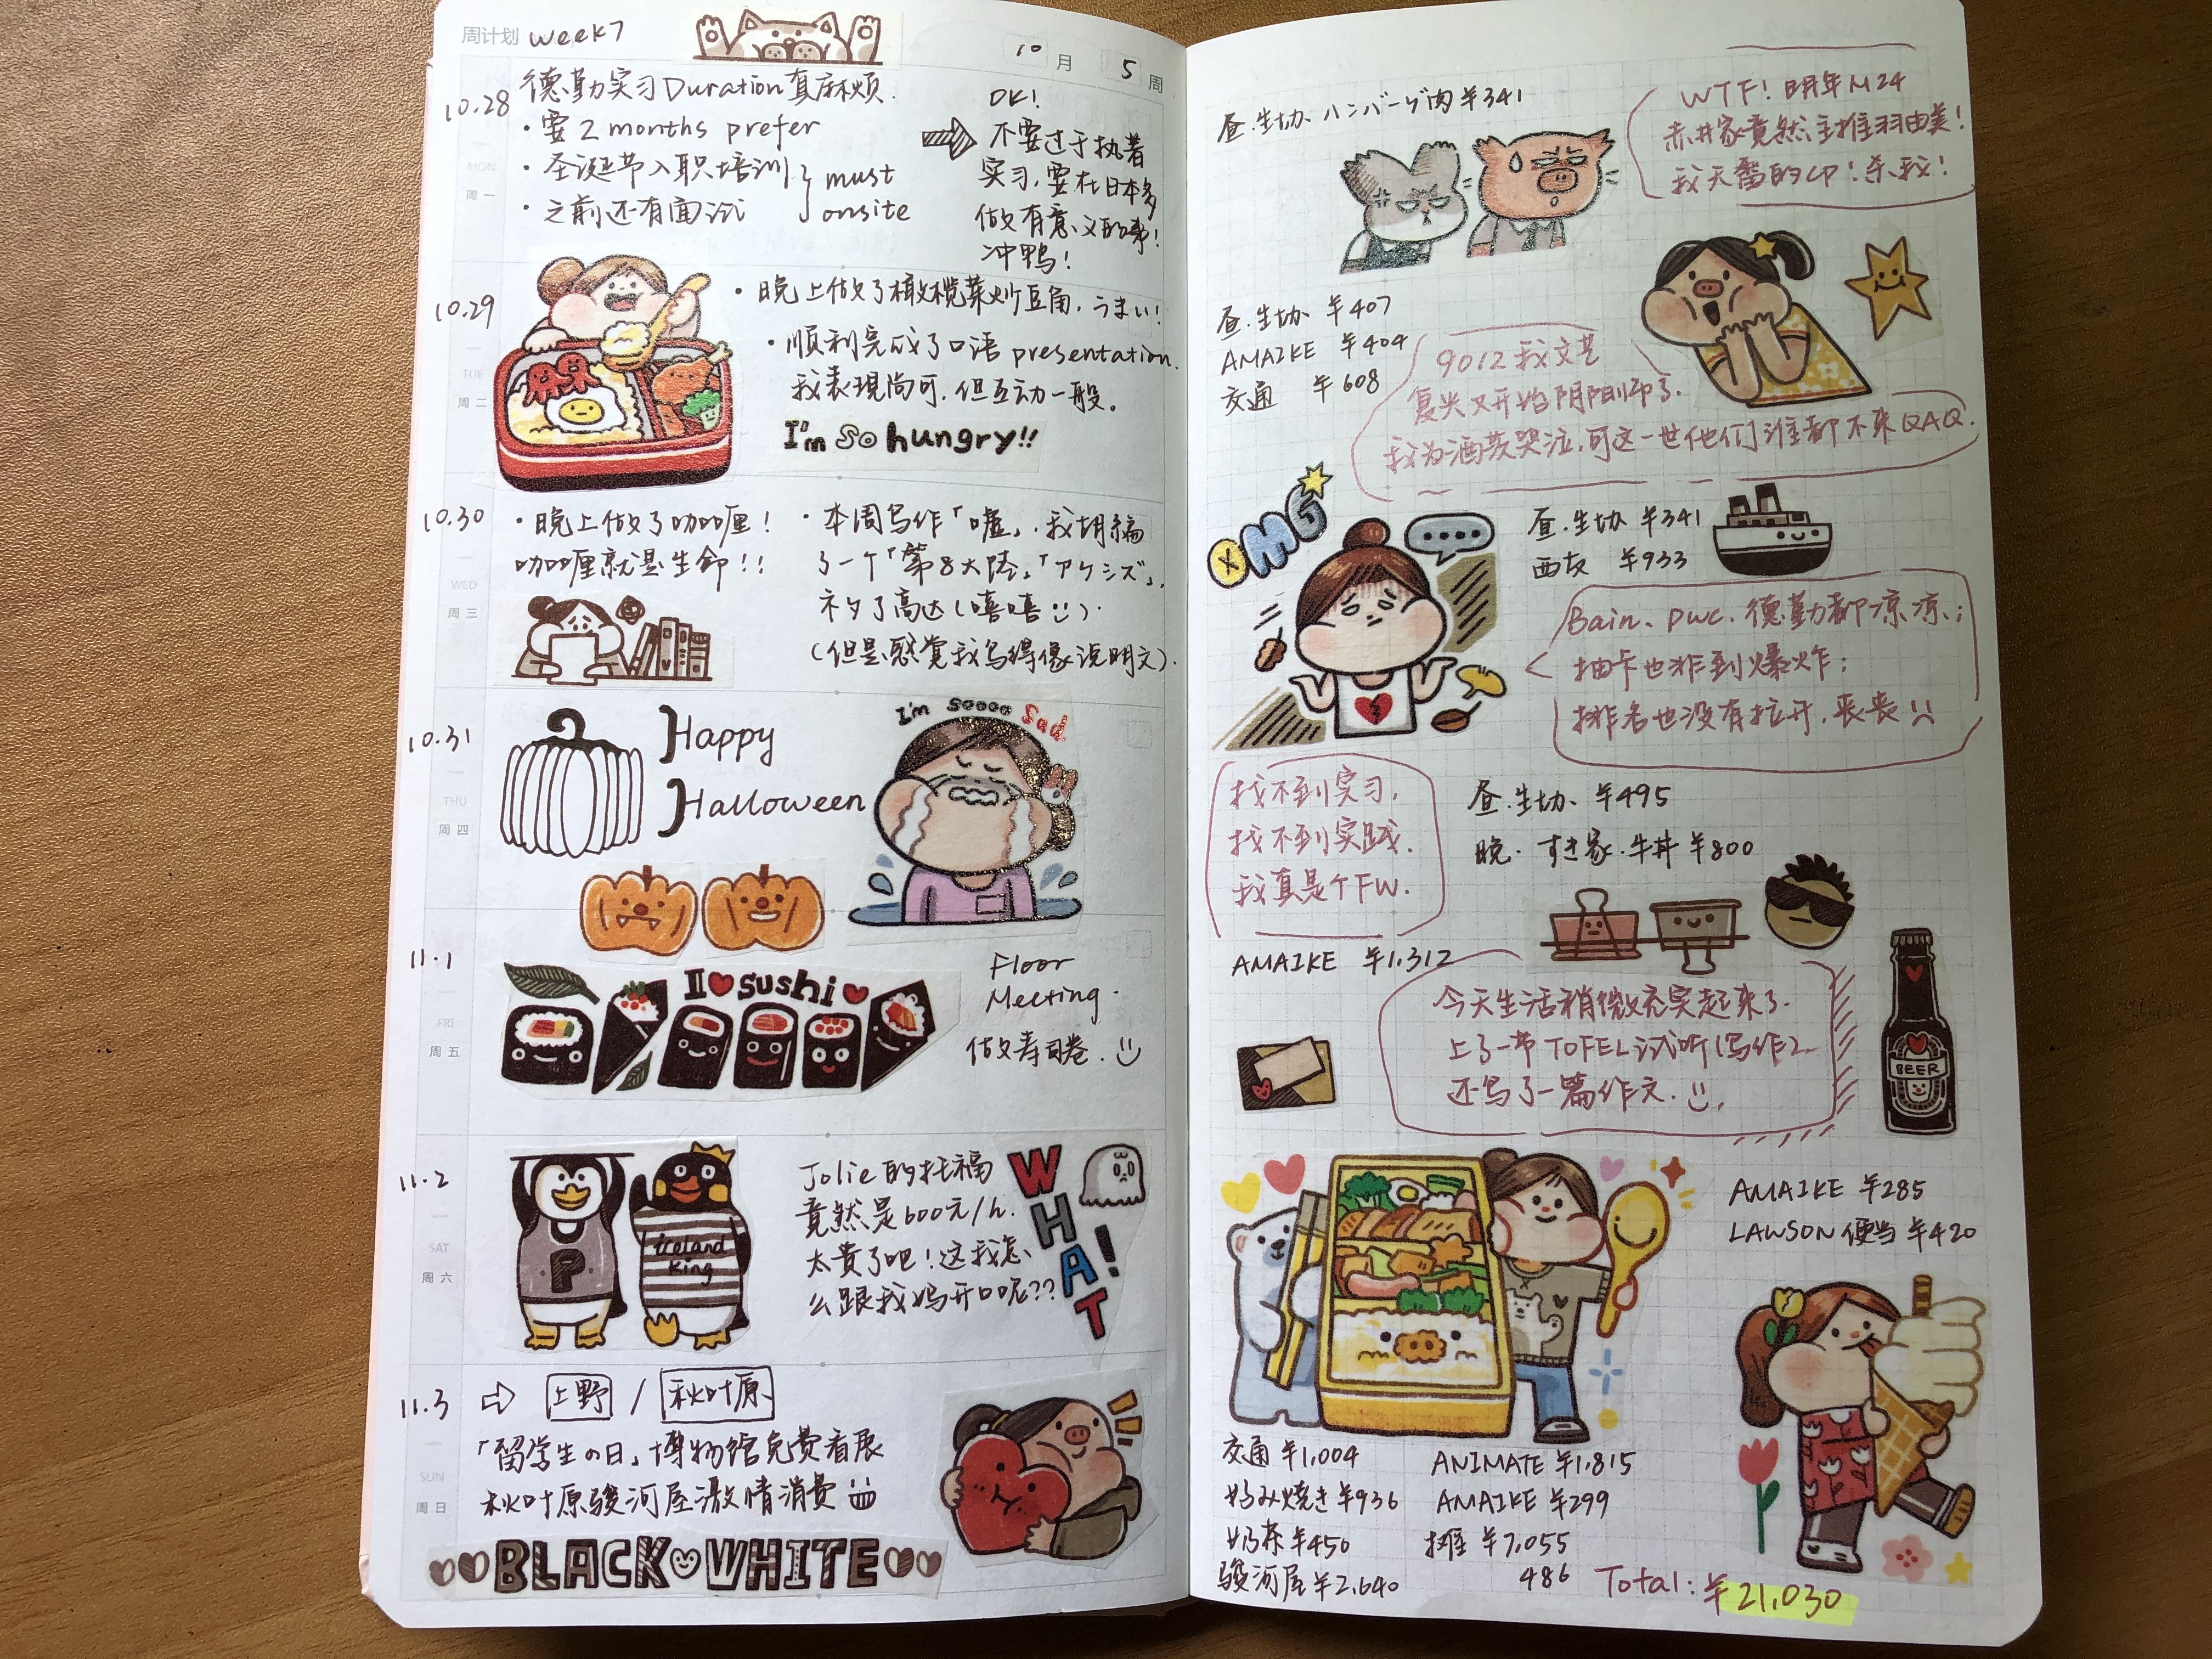 周计划 week7
10 月 5 周
10.28
MON
周一
德勤实习Duration真麻烦.
·要2 months prefer
·圣诞节入职培训
·之前还有面试
must
onsite
OK!
不要过于执着
实习,要在日本多
做有意义的事!
冲鸭!
10.29
TUE
周二
·晚上做了橄榄菜炒豆角,うまい!
·顺利完成了口语presentation.
我表现尚可,但互动一般。
I'm so hungry!!
10.30
WED
周三
·晚上做了咖喱!
咖喱就是生命!!
·本周写作「嘘」,我胡编
了一个「第8大陸」「アケシズ」,
ネタ了高达(嘻嘻).
(但是感觉我写得像说明文).
10.31
THU
周四
Happy
Halloween
I'm soooo Sad
11.1
FRI
周五
I sushi
Floor
Meeting.
做寿司卷.
11.2
SAT
周六
P
iceland
King
Jolie的托福
竟然是600元/h.
太贵了吧!这我怎
么跟我妈开口呢??
WHAT!
11.3
SUN
周日
上野 / 秋叶原
「留学生の日」博物馆免费看展
秋叶原骏河屋激情消费
BLACK WHITE
昼.生协.ハンバーグ肉 ¥341
WTF!明年M24
赤井家竟然主推羽由美!
我天雷的CP!杀我!
昼.生协 ¥407
AMAIKE ¥404
交通 ¥608
9012我文艺
复兴又开始阴阳师了.
我为酒茨哭泣,可这一世他们谁都不来QAQ.
OMG
昼.生协 ¥341
西友 ¥933
Bain、pwc、德勤都凉凉;
抽卡也非到爆炸;
排名也没有拉开,丧丧
找不到实习,
找不到实践.
我真是个FW.
昼.生协 ¥495
晚.すき家.牛丼 ¥800
AMAIKE ¥1,312
今天生活稍微充实起来了.
上了一节TOFEL试听(写作),
还写了一篇作文.
BEER
AMAIKE ¥285
LAWSON便当 ¥420
交通 ¥1,004
好み焼き ¥936
奶茶 ¥450
骏河屋 ¥2,640
ANIMATE ¥1,815
AMAIKE ¥299
摊 ¥7,055
486
Total: ¥21,030